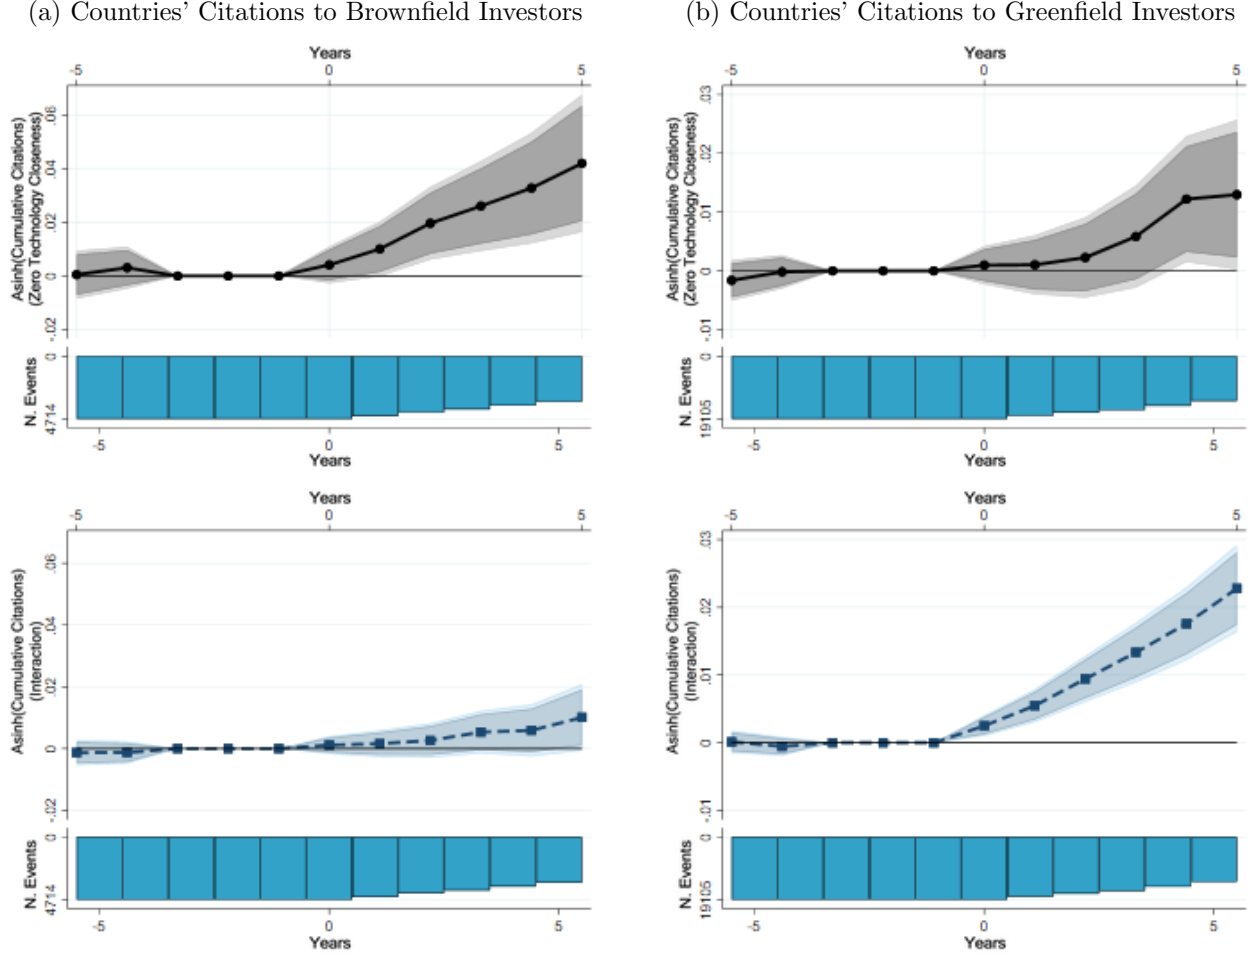 (a) Countries' Citations to Brownfield Investors
Years
-5 0 5
Asinh(Cumulative Citations)
(Zero Technology Closeness)
.06
.04
.02
0
-.02
N. Events
0
4714
-5 0 5
Years
Years
-5 0 5
Asinh(Cumulative Citations)
(Interaction)
.06
.04
.02
0
-.02
N. Events
0
4714
-5 0 5
Years
(b) Countries' Citations to Greenfield Investors
Years
-5 0 5
Asinh(Cumulative Citations)
(Zero Technology Closeness)
.03
.02
.01
0
-.01
N. Events
0
19105
-5 0 5
Years
Years
-5 0 5
Asinh(Cumulative Citations)
(Interaction)
.03
.02
.01
0
-.01
N. Events
0
19105
-5 0 5
Years